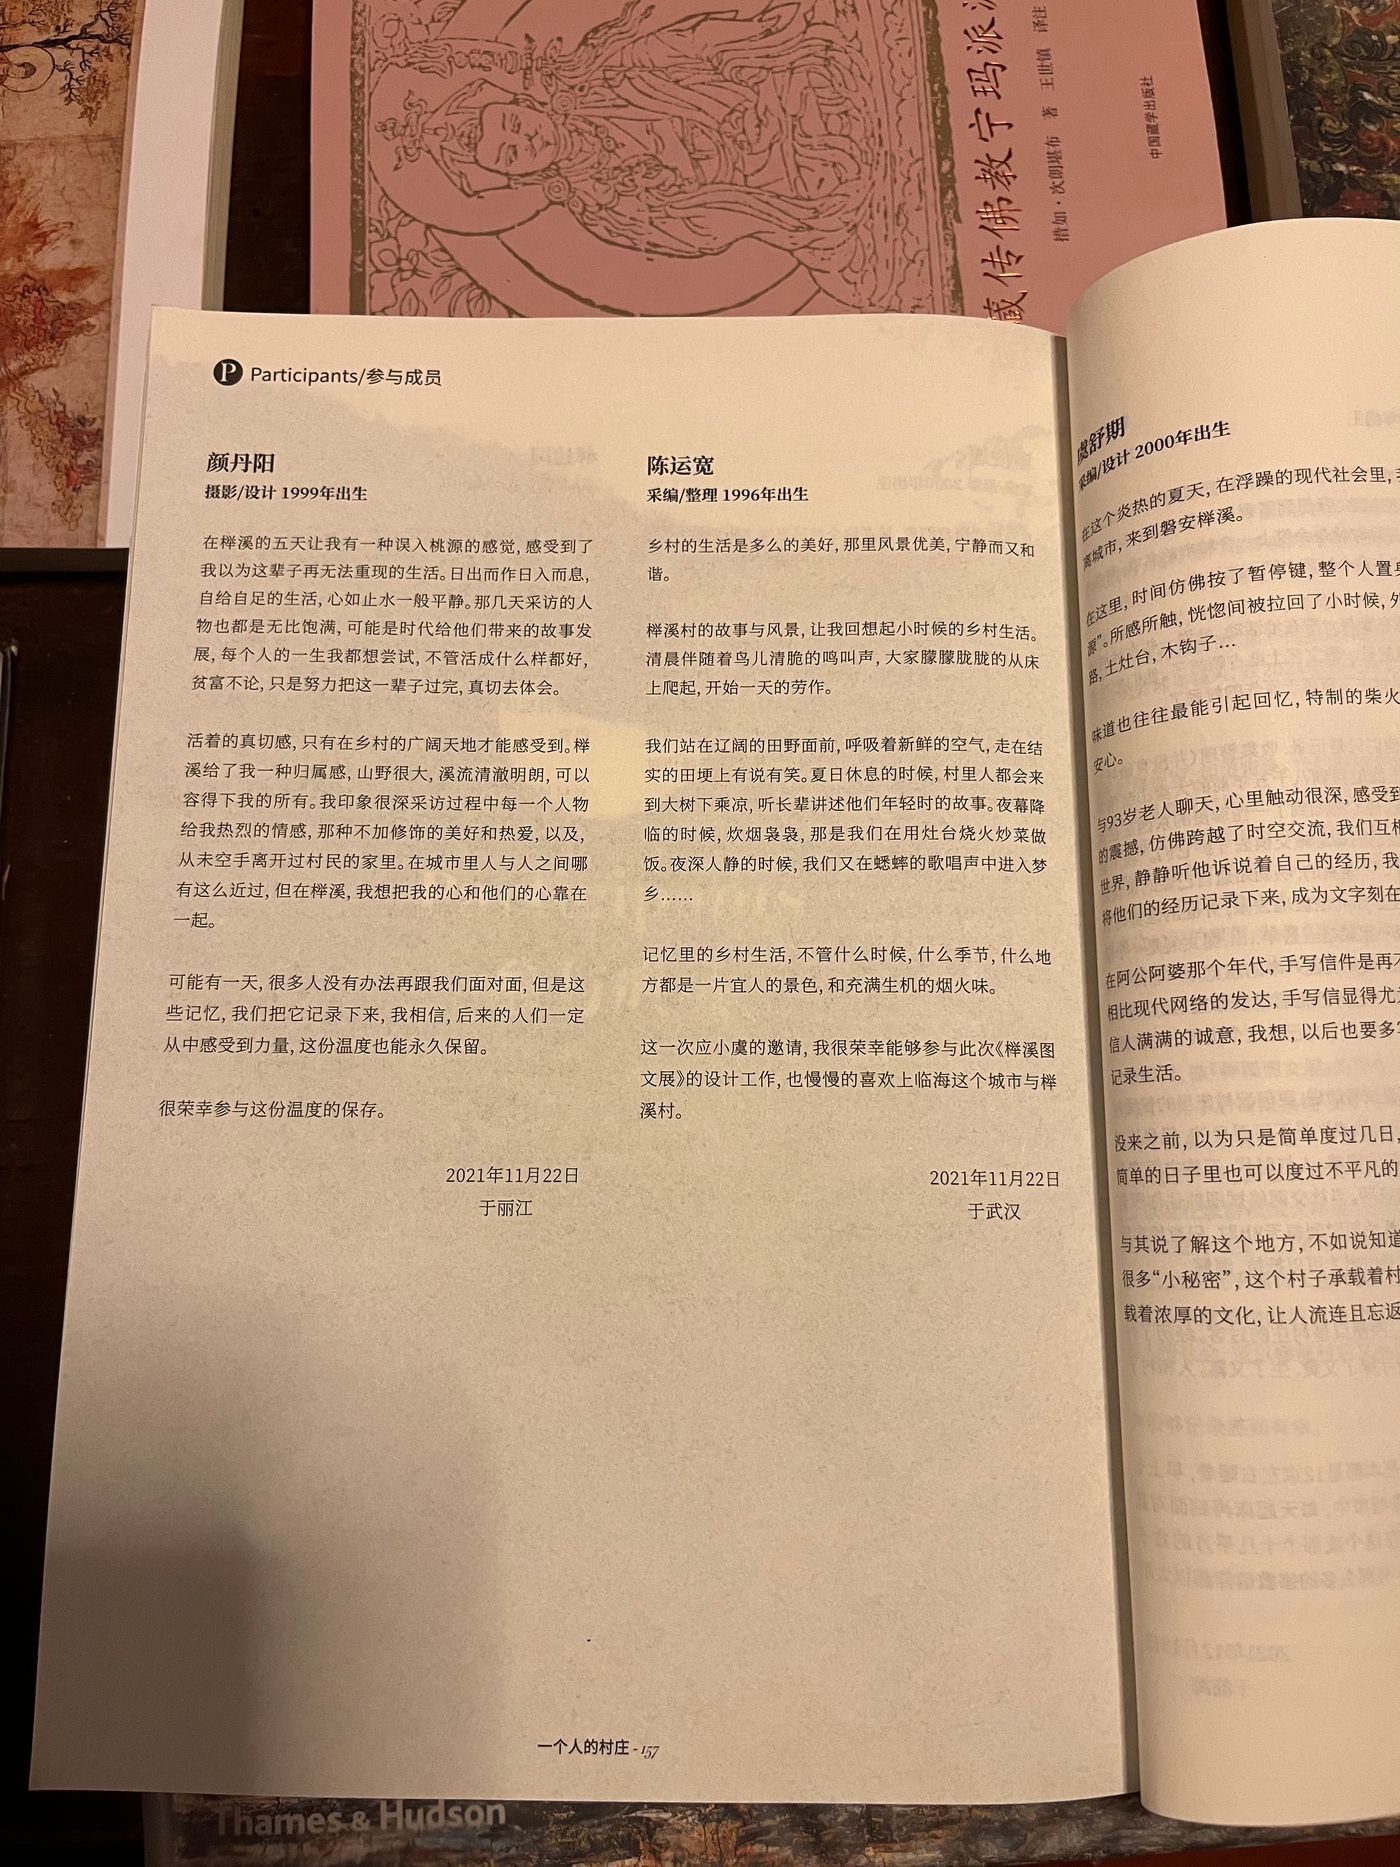 藏传佛教宁玛派
措如·次朗堪布 著 王世镇 译注
中国藏学出版社
P Participants/参与成员
颜丹阳
摄影/设计 1999年出生
在榉溪的五天让我有一种误入桃源的感觉, 感受到了
我以为这辈子再无法重现的生活。日出而作日入而息,
自给自足的生活, 心如止水一般平静。那几天采访的人
物也都是无比饱满, 可能是时代给他们带来的故事发
展, 每个人的一生我都想尝试, 不管活成什么样都好,
贫富不论, 只是努力把这一辈子过完, 真切去体会。
活着的真切感, 只有在乡村的广阔天地才能感受到。榉
溪给了我一种归属感, 山野很大, 溪流清澈明朗, 可以
容得下我的所有。我印象很深采访过程中每一个人物
给我热烈的情感, 那种不加修饰的美好和热爱, 以及,
从未空手离开过村民的家里。在城市里人与人之间哪
有这么近过, 但在榉溪, 我想把我的心和他们的心靠在
一起。
可能有一天, 很多人没有办法再跟我们面对面, 但是这
些记忆, 我们把它记录下来, 我相信, 后来的人们一定
从中感受到力量, 这份温度也能永久保留。
很荣幸参与这份温度的保存。
2021年11月22日
于丽江
陈运宽
采编/整理 1996年出生
乡村的生活是多么的美好, 那里风景优美, 宁静而又和
谐。
榉溪村的故事与风景, 让我回想起小时候的乡村生活。
清晨伴随着鸟儿清脆的鸣叫声, 大家朦朦胧胧的从床
上爬起, 开始一天的劳作。
我们站在辽阔的田野面前, 呼吸着新鲜的空气, 走在结
实的田埂上有说有笑。夏日休息的时候, 村里人都会来
到大树下乘凉, 听长辈讲述他们年轻时的故事。夜幕降
临的时候, 炊烟袅袅, 那是我们在用灶台烧火炒菜做
饭。夜深人静的时候, 我们又在蟋蟀的歌唱声中进入梦
乡……
记忆里的乡村生活, 不管什么时候, 什么季节, 什么地
方都是一片宜人的景色, 和充满生机的烟火味。
这一次应小虞的邀请, 我很荣幸能够参与此次《榉溪图
文展》的设计工作, 也慢慢的喜欢上临海这个城市与榉
溪村。
2021年11月22日
于武汉
一个人的村庄 - 157
虞舒期
采编/设计 2000年出生
在这个炎热的夏天, 在浮躁的现代社会里,
离城市, 来到磐安榉溪。
在这里, 时间仿佛按了暂停键, 整个人置
源”。所感所触, 恍惚间被拉回了小时候,
路, 土灶台, 木钩子…
味道也往往最能引起回忆, 特制的柴火
安心。
与93岁老人聊天, 心里触动很深, 感受到
的震撼, 仿佛跨越了时空交流, 我们互相
世界, 静静听他诉说着自己的经历, 我
将他们的经历记录下来, 成为文字刻在
在阿公阿婆那个年代, 手写信件是再
相比现代网络的发达, 手写信显得尤
信人满满的诚意, 我想, 以后也要多
记录生活。
没来之前, 以为只是简单度过几日,
简单的日子里也可以度过不平凡的
与其说了解这个地方, 不如说知道
很多“小秘密”, 这个村子承载着村
载着浓厚的文化, 让人流连且忘返
Thames & Hudson